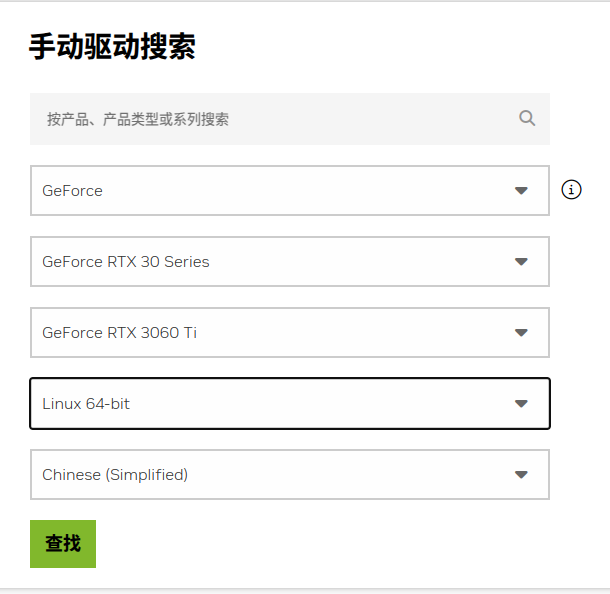 手动驱动搜索
按产品、产品类型或系列搜索
GeForce
GeForce RTX 30 Series
GeForce RTX 3060 Ti
Linux 64-bit
Chinese (Simplified)
查找